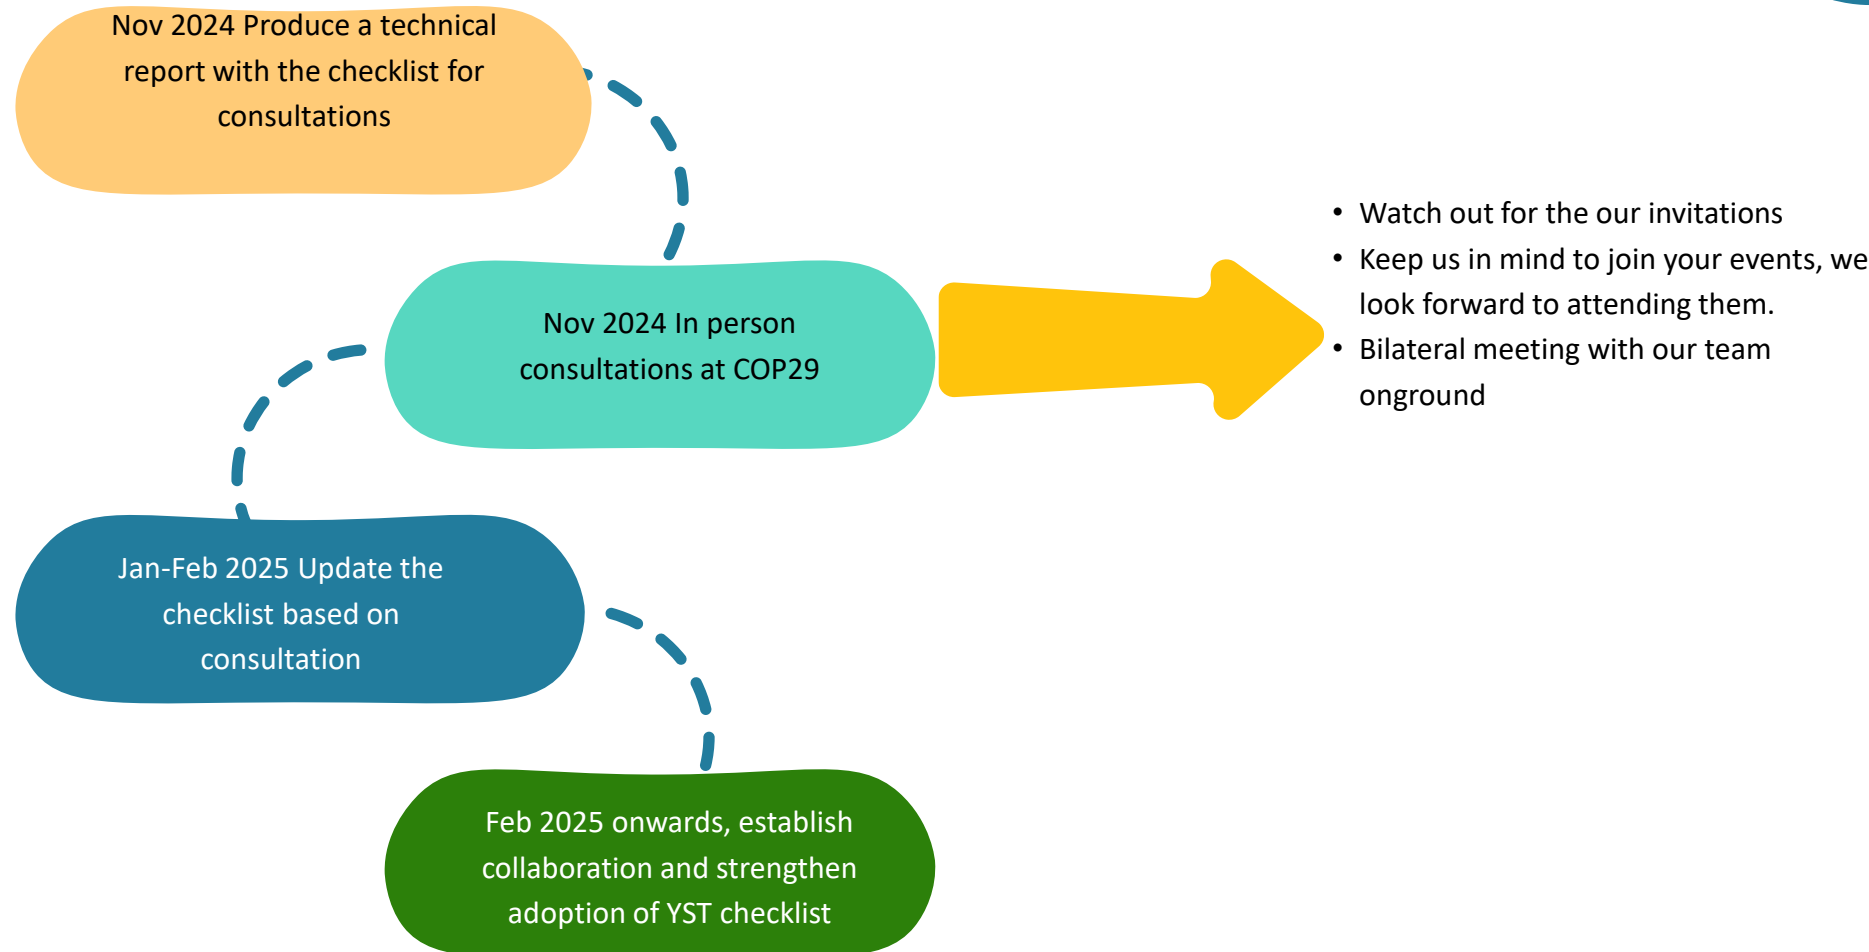 Nov 2024 Produce a technical
report with the checklist for
consultations
Nov 2024 In person
consultations at COP29
• Watch out for the our invitations
• Keep us in mind to join your events, we
look forward to attending them.
• Bilateral meeting with our team
onground
Jan-Feb 2025 Update the
checklist based on
consultation
Feb 2025 onwards, establish
collaboration and strengthen
adoption of YST checklist